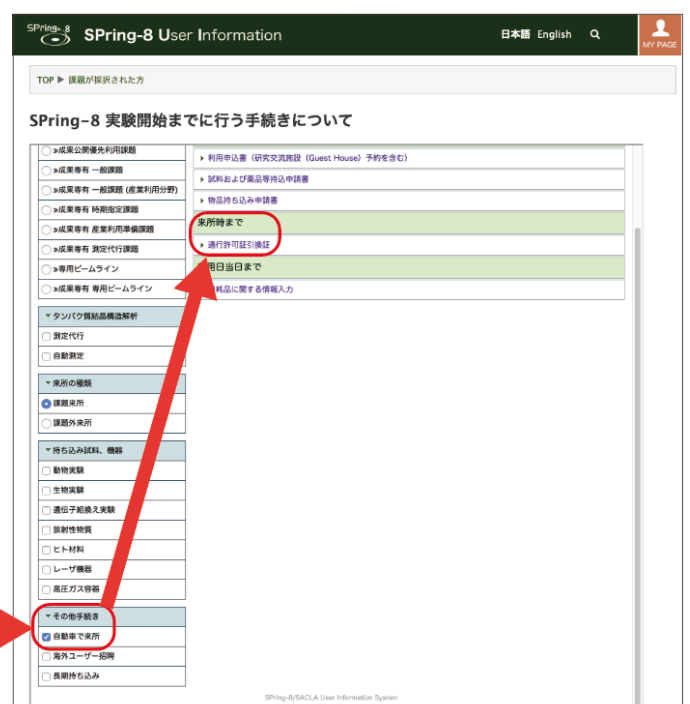 SPring-8
SPring-8 User Information
日本語 English
MY PAGE
TOP ▶ 課題が採択された方
SPring-8 実験開始までに行う手続きについて
»成果公開優先利用課題
»成果専有 一般課題
»成果専有 一般課題 (産業利用分野)
»成果専有 時期指定課題
»成果専有 産業利用準備課題
»成果専有 測定代行課題
»専用ビームライン
»成果専有 専用ビームライン
▼タンパク質結晶構造解析
測定代行
自動測定
▼来所の種類
課題来所
課題外来所
▼持ち込み試料、機器
動物実験
生物実験
遺伝子組換え実験
放射性物質
ヒト材料
レーザ機器
高圧ガス容器
▼その他手続き
自動車で来所
海外ユーザー招聘
長期持ち込み
▶ 利用申込書（研究交流施設（Guest House）予約を含む）
▶ 試料および薬品等持込申請書
▶ 物品持ち込み申請書
来所時まで
▶ 通行許可証引換証
用日当日まで
耗品に関する情報入力
SPring-8/SACLA User Information System